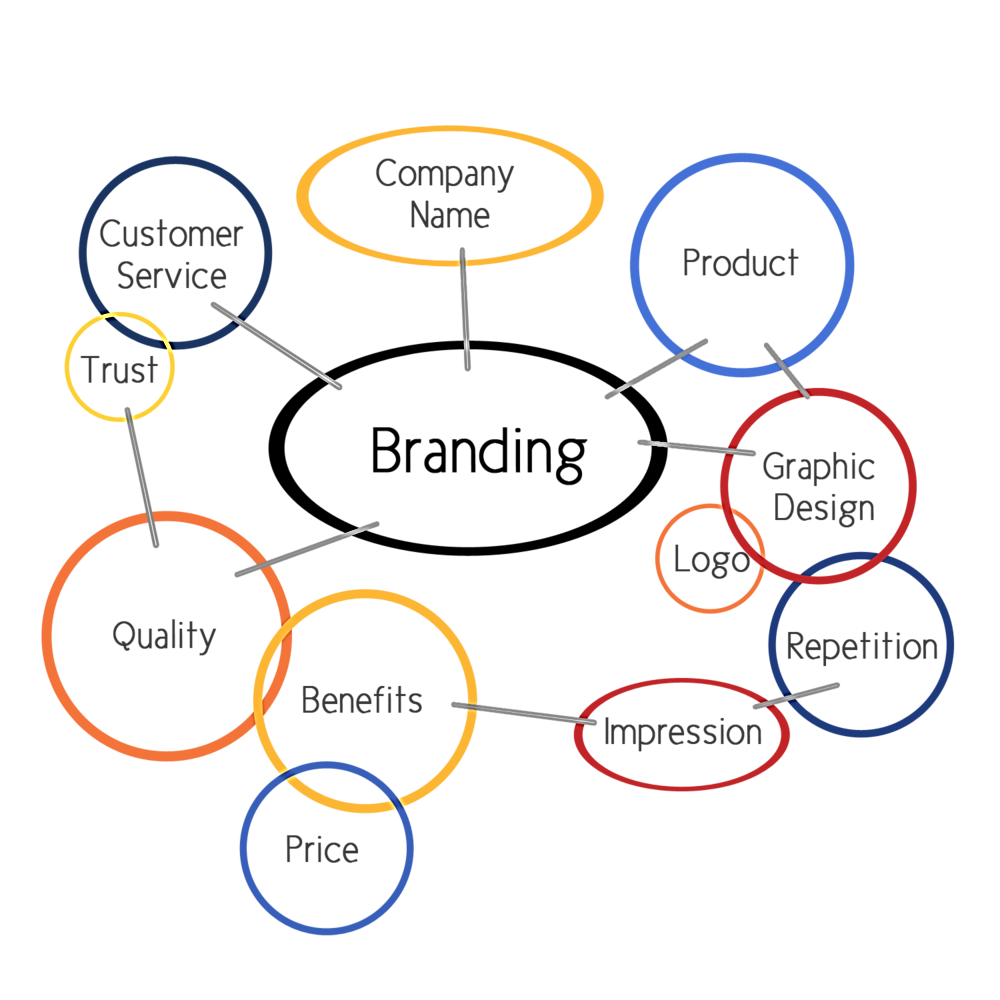 Company
Name
Customer
Service
Product
Trust
Branding
Graphic
Design
Logo
Quality
Repetition
Benefits
Impression
Price